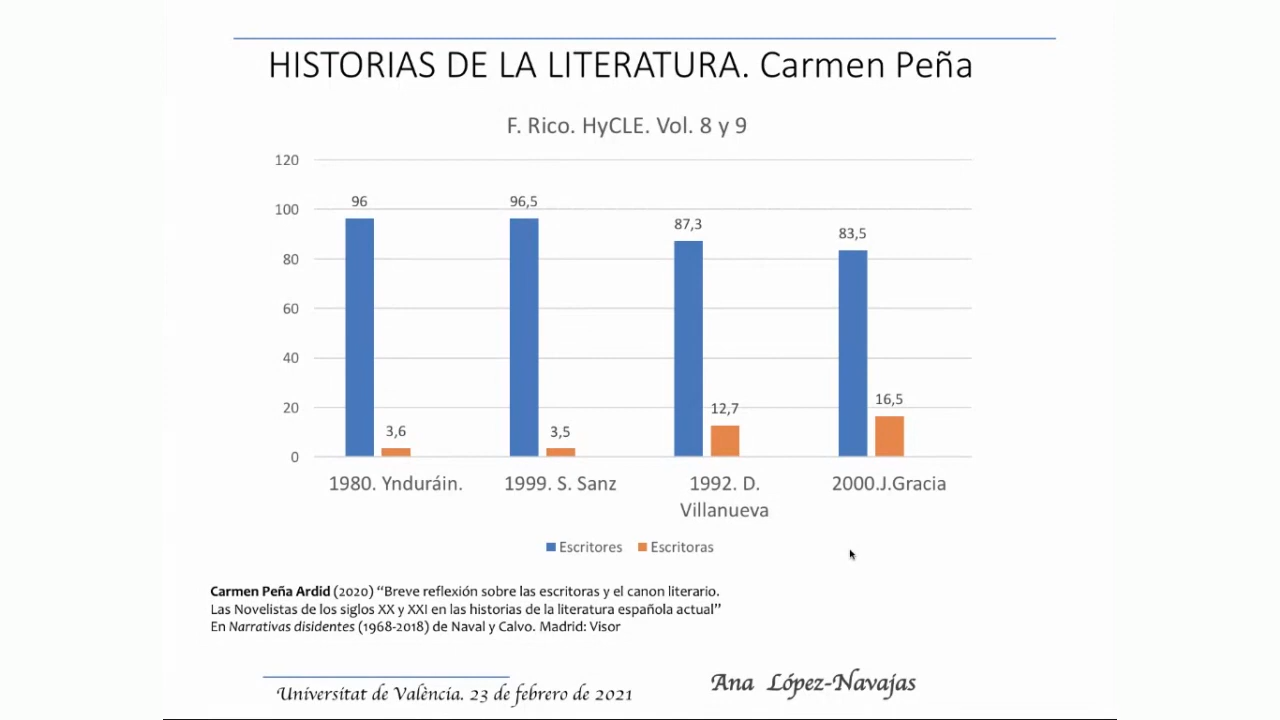 HISTORIAS DE LA LITERATURA. Carmen Peña
F. Rico. HyCLE. Vol. 8 y 9
120
100
80
60
40
20
0
96
3,6
96,5
3,5
87,3
12,7
83,5
16,5
1980. Ynduráin.
1999. S. Sanz
1992. D.
Villanueva
2000.J.Gracia
Escritores
Escritoras
Carmen Peña Ardid (2020) “Breve reflexión sobre las escritoras y el canon literario.
Las Novelistas de los siglos XX y XXI en las historias de la literatura española actual”
En Narrativas disidentes (1968-2018) de Naval y Calvo. Madrid: Visor
Universitat de València. 23 de febrero de 2021
Ana López-Navajas